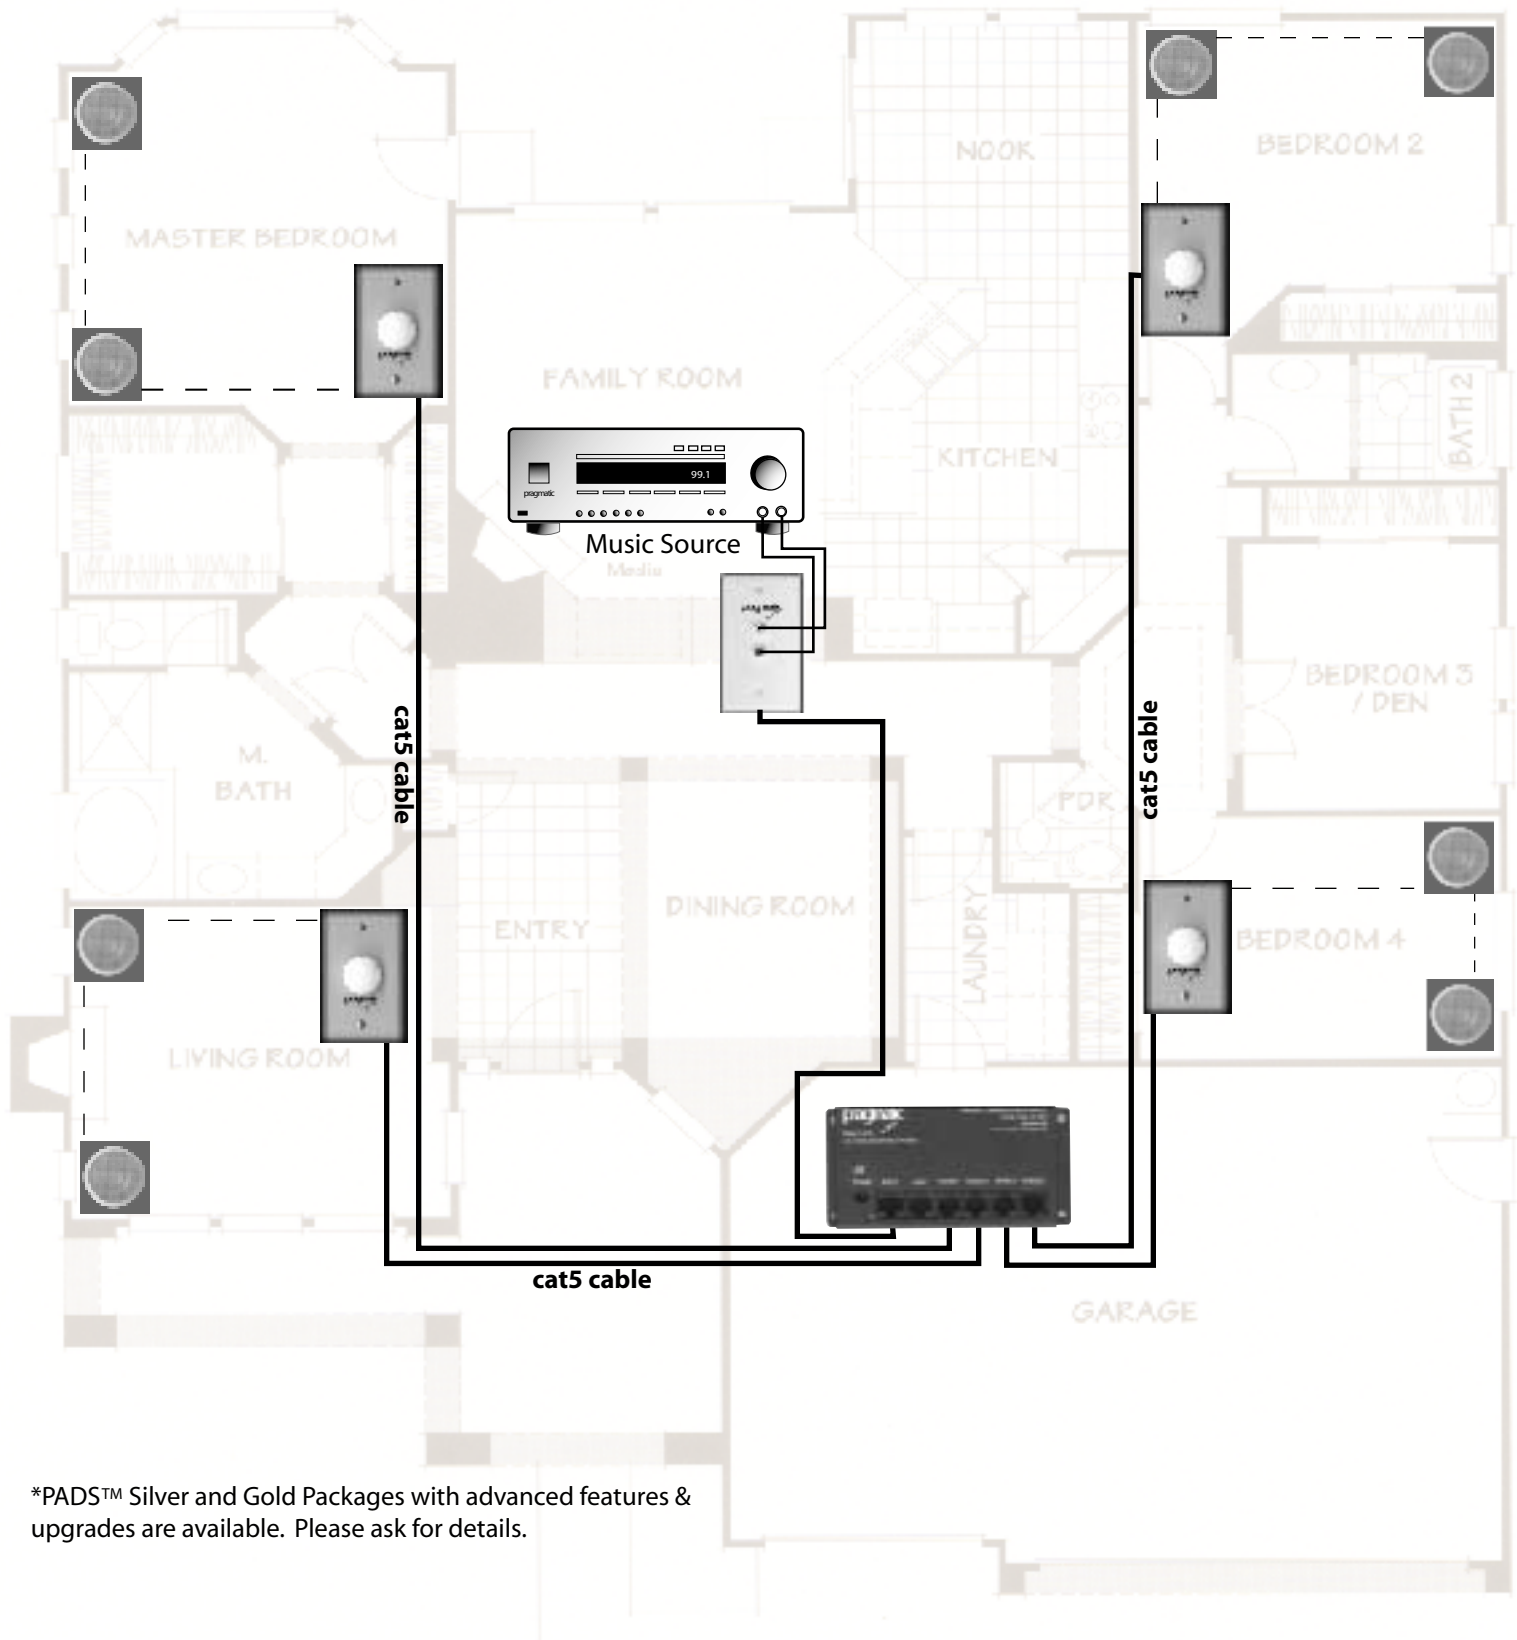 NOOK
BEDROOM 2
MASTER BEDROOM
FAMILY ROOM
BATH 2
KITCHEN
99.1
pragmatic
Music Source
Media
BEDROOM 3
/ DEN
cat5 cable
cat5 cable
M.
BATH
PDR
DINING ROOM
ENTRY
LAUNDRY
BEDROOM 4
LIVING ROOM
pragmatic
cat5 cable
GARAGE
*PADS™ Silver and Gold Packages with advanced features &
upgrades are available. Please ask for details.